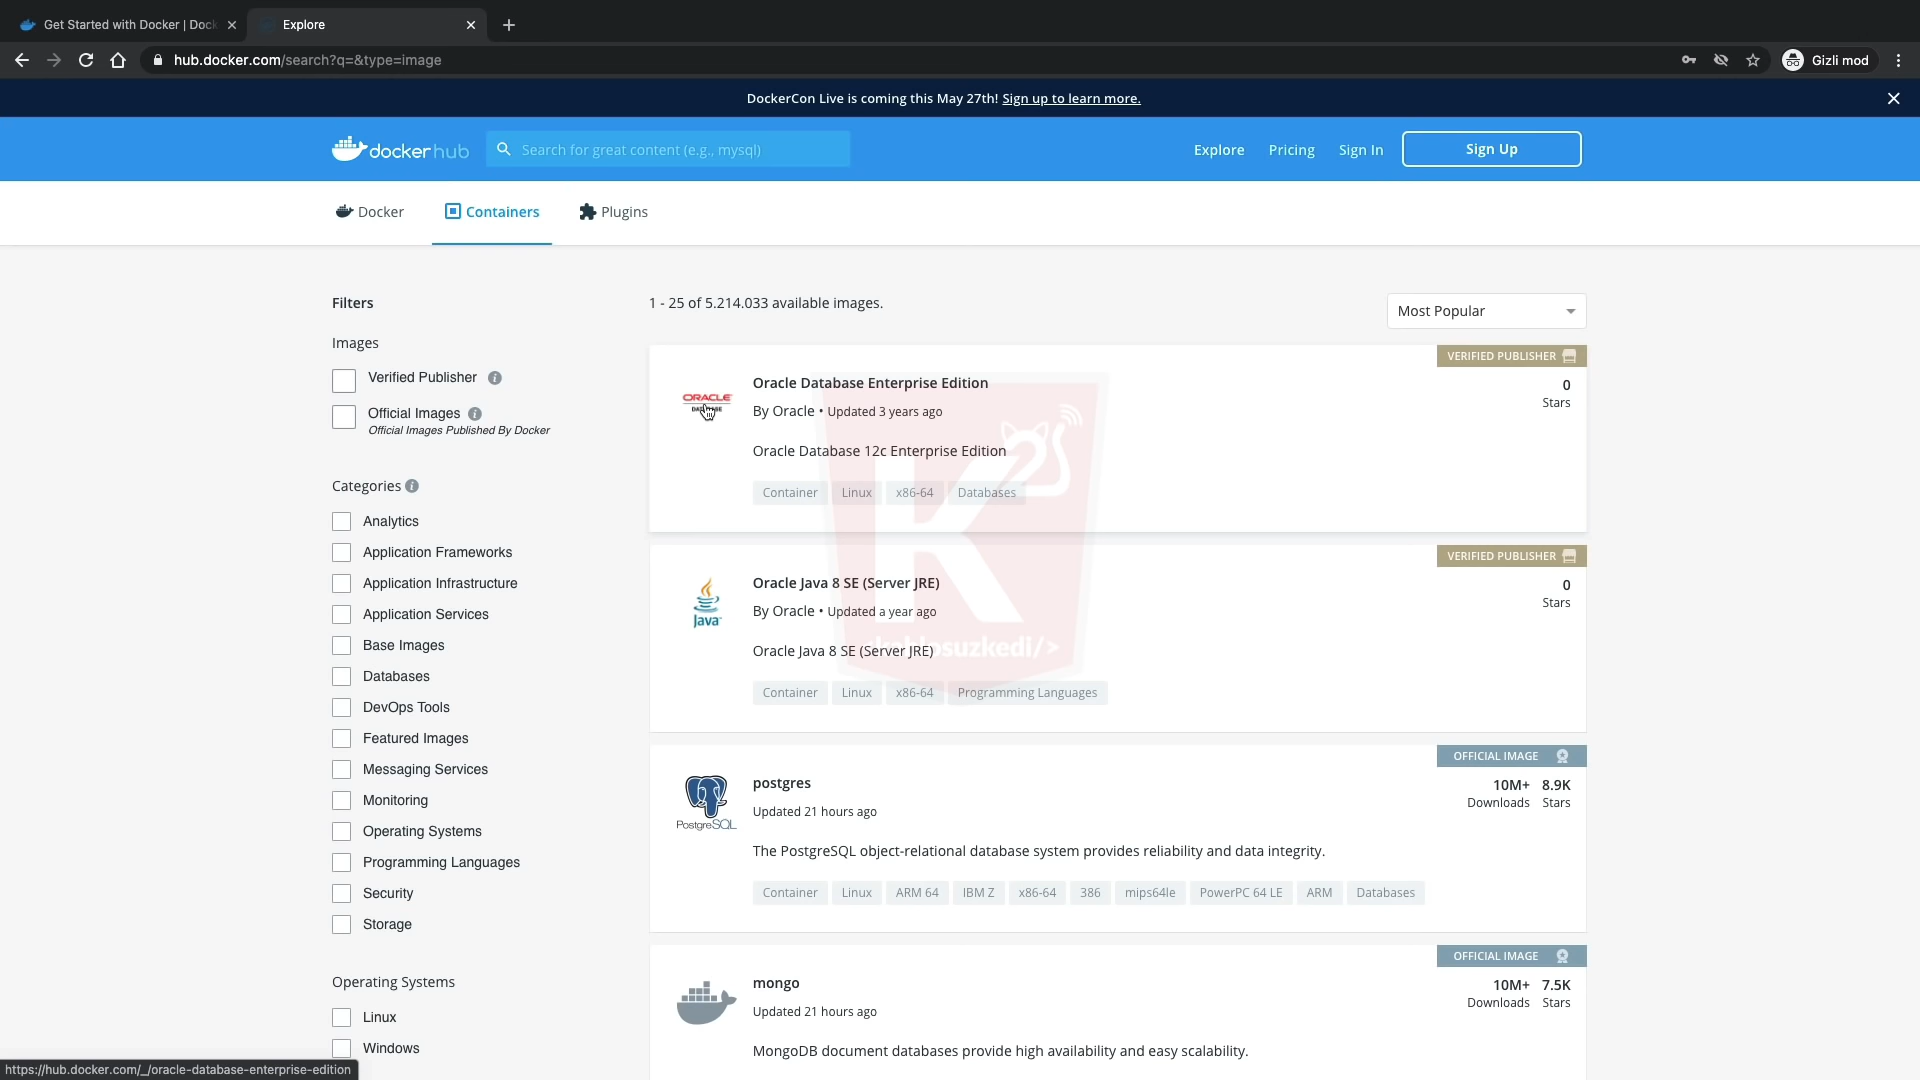 Get Started with Docker | Dock
Explore
hub.docker.com/search?q=&type=image
Gizli mod
DockerCon Live is coming this May 27th! Sign up to learn more.
docker hub
Search for great content (e.g., mysql)
Explore
Pricing
Sign In
Sign Up
Docker
Containers
Plugins
Filters
1 - 25 of 5.214.033 available images.
Most Popular
Images
Verified Publisher
Official Images
Official Images Published By Docker
Categories
Analytics
Application Frameworks
Application Infrastructure
Application Services
Base Images
Databases
DevOps Tools
Featured Images
Messaging Services
Monitoring
Operating Systems
Programming Languages
Security
Storage
Operating Systems
Linux
Windows
VERIFIED PUBLISHER
ORACLE
DATABASE
Oracle Database Enterprise Edition
0
Stars
By Oracle • Updated 3 years ago
Oracle Database 12c Enterprise Edition
Container Linux x86-64 Databases
VERIFIED PUBLISHER
Java
Oracle Java 8 SE (Server JRE)
0
Stars
By Oracle • Updated a year ago
Oracle Java 8 SE (Server JRE)
Container Linux x86-64 Programming Languages
OFFICIAL IMAGE
PostgreSQL
postgres
10M+ 8.9K
Downloads Stars
Updated 21 hours ago
The PostgreSQL object-relational database system provides reliability and data integrity.
Container Linux ARM 64 IBM Z x86-64 386 mips64le PowerPC 64 LE ARM Databases
OFFICIAL IMAGE
mongo
10M+ 7.5K
Downloads Stars
Updated 21 hours ago
MongoDB document databases provide high availability and easy scalability.
https://hub.docker.com/_/oracle-database-enterprise-edition